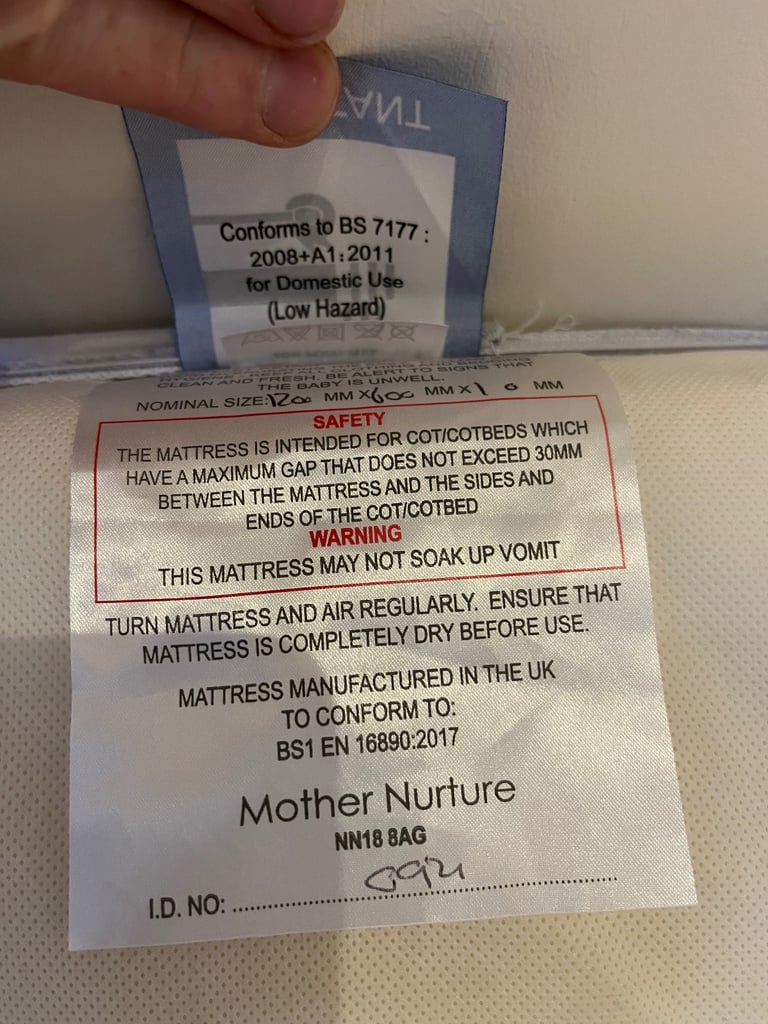 TANT
Conforms to BS 7177 :
2008+A1:2011
for Domestic Use
(Low Hazard)
CLEAN AND FRESH. BE ALERT TO SIGNS THAT
THE BABY IS UNWELL.
NOMINAL SIZE: 1200 MM X 600 MM X 1 0 MM
SAFETY
THE MATTRESS IS INTENDED FOR COT/COTBEDS WHICH
HAVE A MAXIMUM GAP THAT DOES NOT EXCEED 30MM
BETWEEN THE MATTRESS AND THE SIDES AND
ENDS OF THE COT/COTBED
WARNING
THIS MATTRESS MAY NOT SOAK UP VOMIT
TURN MATTRESS AND AIR REGULARLY. ENSURE THAT
MATTRESS IS COMPLETELY DRY BEFORE USE.
MATTRESS MANUFACTURED IN THE UK
TO CONFORM TO:
BS1 EN 16890:2017
Mother Nurture
NN18 8AG
I.D. NO: